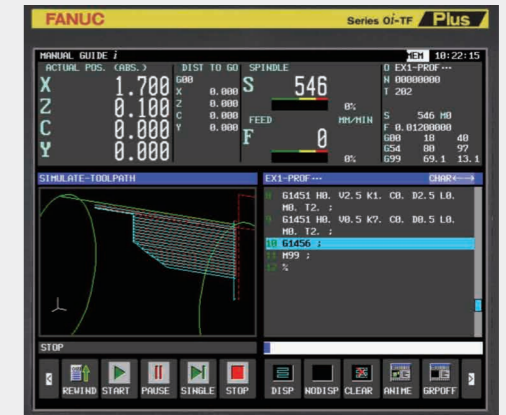 FANUC
Series 0i-TF Plus
MANUAL GUIDE i
MEM 10:22:15
ACTUAL POS. (ABS.) DIST TO GO SPINDLE O EX1-PROF···
X 1.700 G00 S 546 N 00000000
X 0.000 T 202
Z 0.100 Z 0.000 0%
C 0.000 C 0.000 FEED MM/MIN S 546 M0
Y 0.000 Y 0.000 F 0 F 0.01200000
G00 18 40
G54 80 97
0% G99 69.1 13.1
SIMULATE-TOOLPATH
EX1-PROF··· CHAR←→
8 G1451 H0. V2.5 K1. C0. D2.5 L0.
M0. T2. ;
9 G1451 H0. V0.5 K7. C0. D0.5 L0.
M0. T2. ;
10 G1456 ;
11 M99 ;
12 %
STOP
REWIND START PAUSE SINGLE STOP DISP NODISP CLEAR ANIME GRPOFF